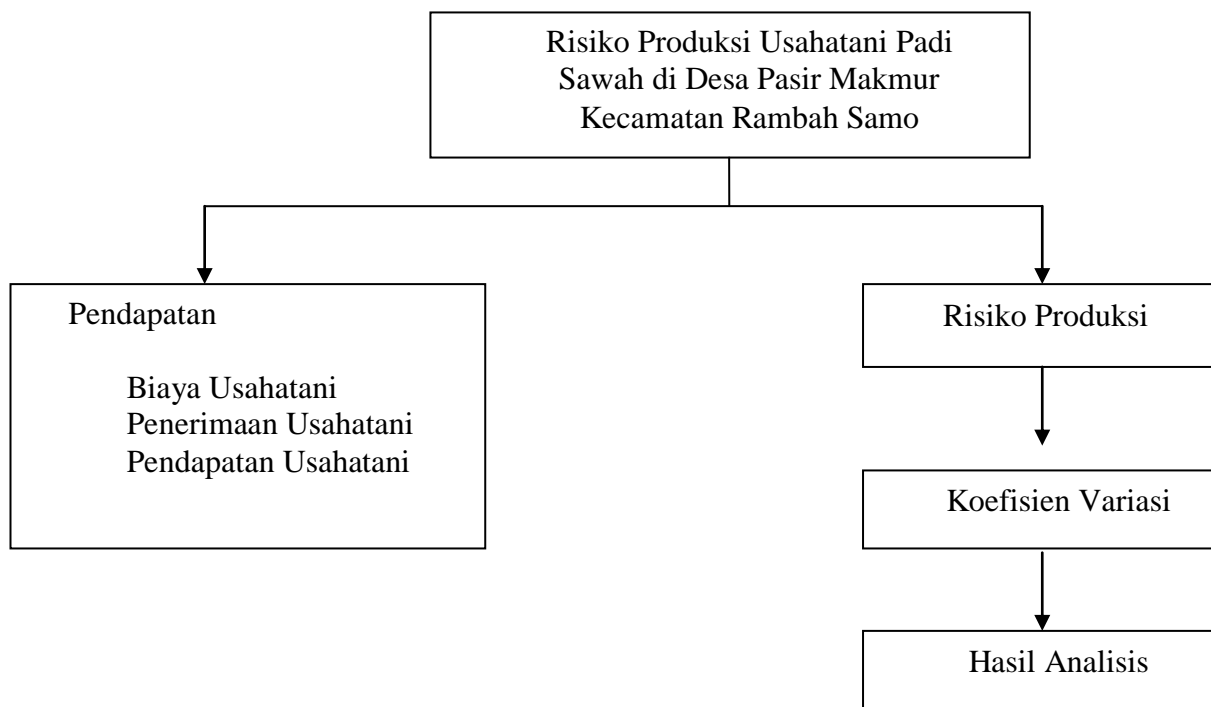 Risiko Produksi Usahatani Padi
Sawah di Desa Pasir Makmur
Kecamatan Rambah Samo
Pendapatan
Biaya Usahatani
Penerimaan Usahatani
Pendapatan Usahatani
Risiko Produksi
Koefisien Variasi
Hasil Analisis